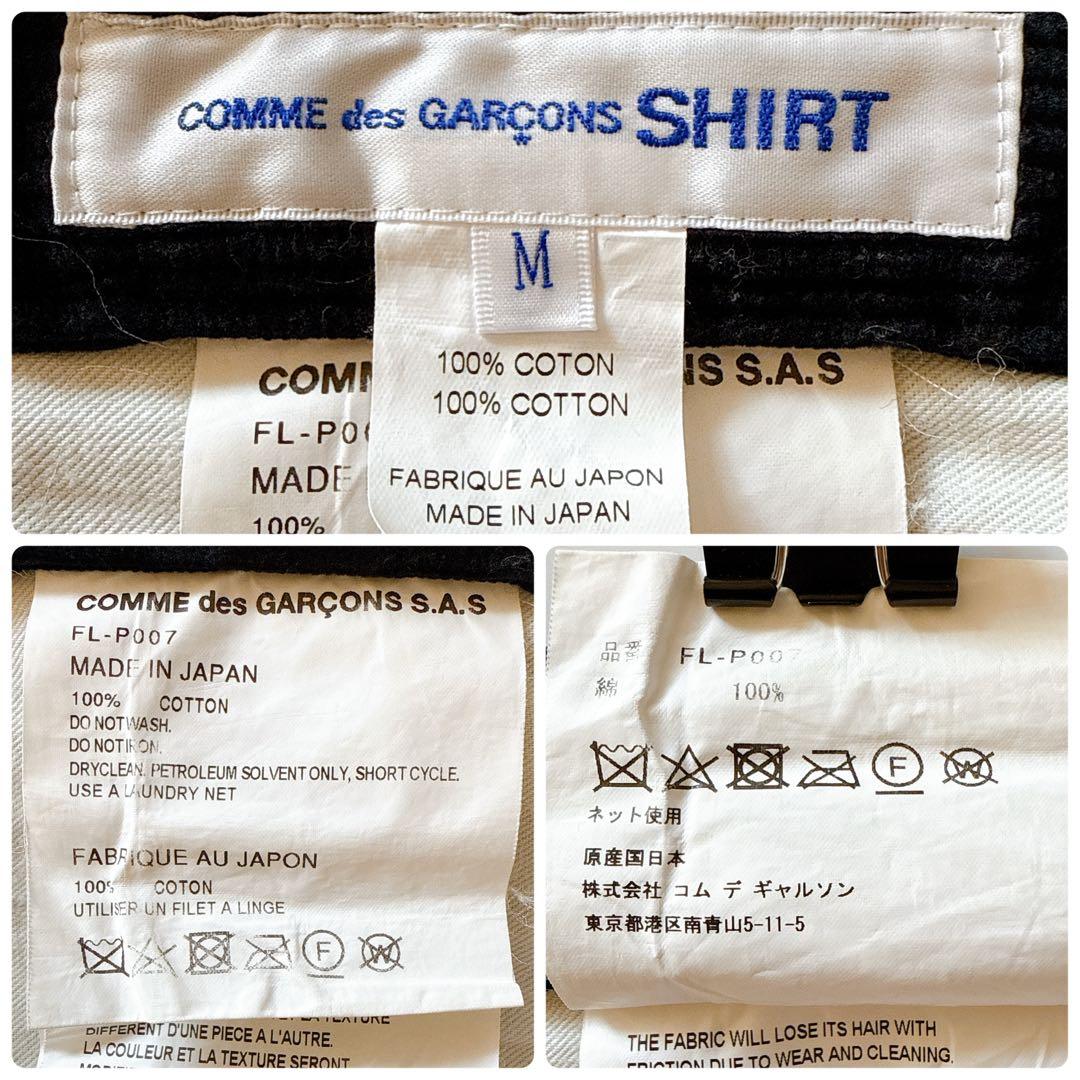 COMME des GARÇONS SHIRT
M
100% COTON
100% COTTON
FABRIQUE AU JAPON
MADE IN JAPAN
S.A.S
FL-P0
MADE
100%
COMME des GARÇONS S.A.S
FL-P007
MADE IN JAPAN
100% COTTON
DO NOT WASH.
DO NOT IRON.
DRYCLEAN. PETROLEUM SOLVENT ONLY, SHORT CYCLE.
USE A LAUNDRY NET
FABRIQUE AU JAPON
100% COTON
UTILISER UN FILET A LINGE
F W
ET LA TEXTURE
DIFFERENT D'UNE PIECE A L'AUTRE.
LA COULEUR ET LA TEXTURE SERONT
品番 FL-P007
綿 100%
F W
ネット使用
原産国日本
株式会社 コム デ ギャルソン
東京都港区南青山5-11-5
THE FABRIC WILL LOSE ITS HAIR WITH
FRICTION DUE TO WEAR AND CLEANING.